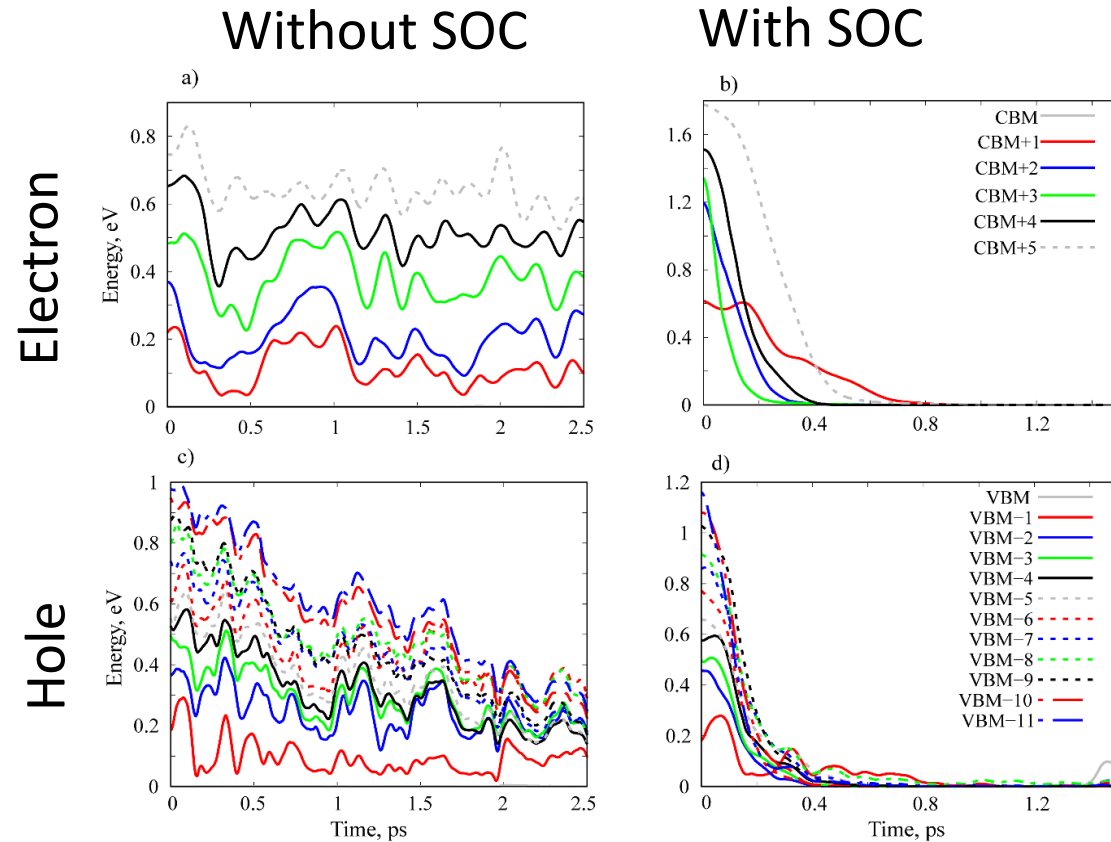 Without SOC
With SOC
Electron
a)
Energy, eV
0.8
0.6
0.4
0.2
0
0
0.5
1
1.5
2
2.5
b)
1.6
1.2
0.8
0.4
0
0
0.4
0.8
1.2
CBM
CBM+1
CBM+2
CBM+3
CBM+4
CBM+5
Hole
c)
Energy, eV
1
0.8
0.6
0.4
0.2
0
0
0.5
1
1.5
2
2.5
Time, ps
d)
1.2
1
0.8
0.6
0.4
0.2
0
0
0.4
0.8
1.2
Time, ps
VBM
VBM−1
VBM−2
VBM−3
VBM−4
VBM−5
VBM−6
VBM−7
VBM−8
VBM−9
VBM−10
VBM−11